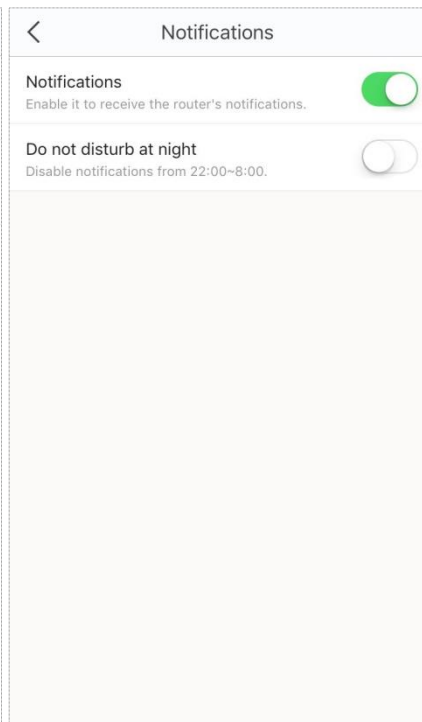 Notifications
Notifications
Enable it to receive the router's notifications.
Do not disturb at night
Disable notifications from 22:00~8:00.